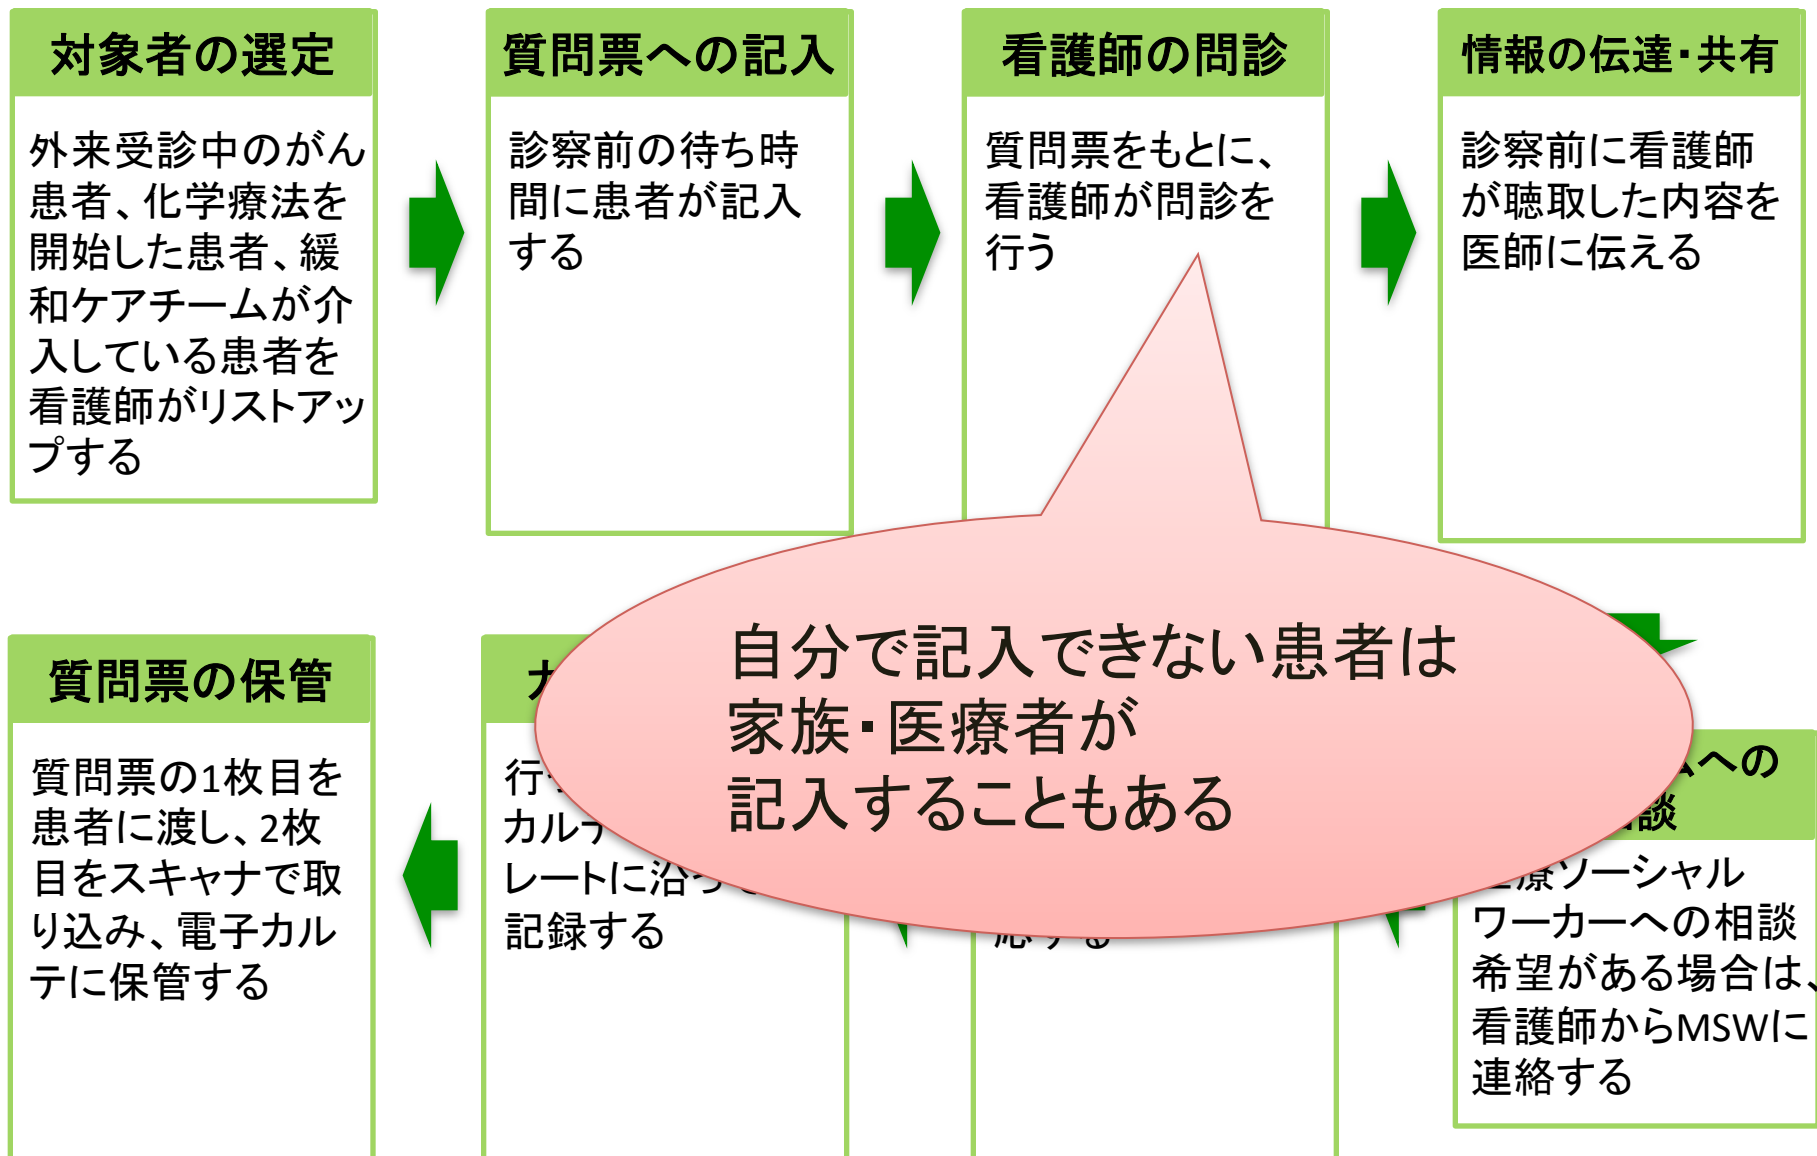 対象者の選定
外来受診中のがん
患者、化学療法を
開始した患者、緩
和ケアチームが介
入している患者を
看護師がリストアッ
プする
質問票への記入
診察前の待ち時
間に患者が記入
する
看護師の問診
質問票をもとに、
看護師が問診を
行う
情報の伝達・共有
診察前に看護師
が聴取した内容を
医師に伝える
自分で記入できない患者は
家族・医療者が
記入することもある
への
談
療ソーシャル
ワーカーへの相談
希望がある場合は、
看護師からMSWに
連絡する
する
カ
行
カルテ
レートに沿って
記録する
質問票の保管
質問票の1枚目を
患者に渡し、2枚
目をスキャナで取
り込み、電子カル
テに保管する